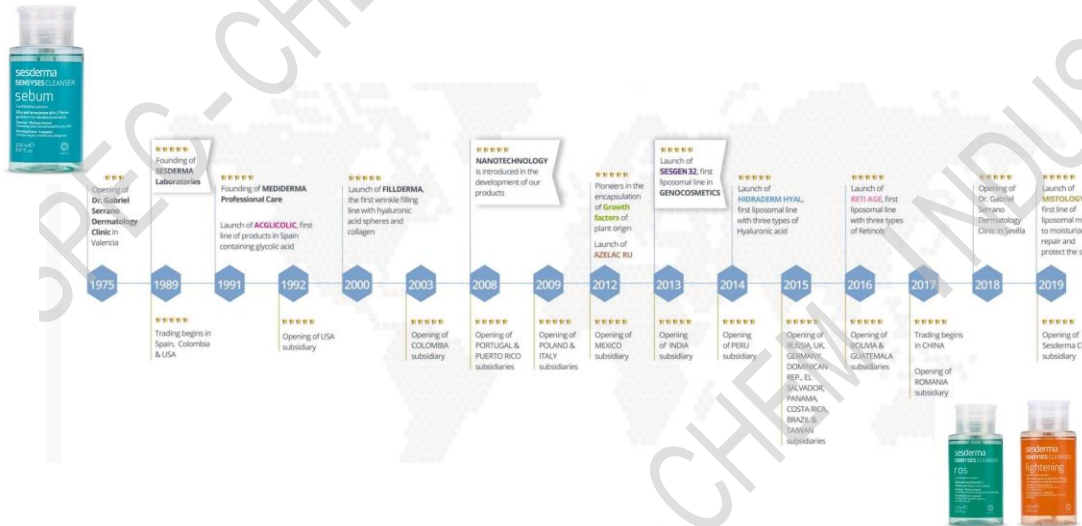 sesderma
SENSYSES CLEANSER
sebum
Opening of
Dr. Gabriel
Serrano
Dermatology
Clinic in
Valencia
1975
Founding of
SESDERMA
Laboratories
1989
Trading begins in
Spain, Colombia
& USA
Founding of MEDIDERMA
Professional Care
Launch of ACGLICOLIC, first
line of products in Spain
containing glycolic acid
1991
1992
Opening of USA
subsidiary
Launch of FILLDERMA,
the first wrinkle filling
line with hyaluronic
acid spheres and
collagen
2000
2003
Opening of
COLOMBIA
subsidiary
NANOTECHNOLOGY
is introduced in the
development of our
products
2008
Opening of
PORTUGAL &
PUERTO RICO
subsidiaries
2009
Opening of
POLAND &
ITALY
subsidiaries
Pioneers in the
encapsulation
of Growth
factors of
plant origin
Launch of
AZELAC RU
2012
Opening of
MEXICO
subsidiary
Launch of
SESGEN 32, first
liposomal line in
GENOCOSMETICS
2013
Opening
of INDIA
subsidiary
Launch of
HIDRADERM HYAL,
first liposomal line
with three types of
Hyaluronic acid
2014
Opening
of PERU
subsidiary
2015
Opening of
RUSSIA, UK,
GERMANY,
DOMINICAN
REP., EL
SALVADOR,
PANAMA,
COSTA RICA,
BRAZIL &
TAIWAN
subsidiaries
Launch of
RETI AGE, first
liposomal line
with three types
of Retinols
2016
Opening of
BOLIVIA &
GUATEMALA
subsidiaries
2017
Trading begins
in CHINA
Opening of
ROMANIA
subsidiary
Opening of
Dr. Gabriel
Serrano
Dermatology
Clinic in Sevilla
2018
Launch of
MISTOLOGY
first line of
liposomal
to moisturize
repair and
protect the
2019
Opening of
Sesderma
subsidiary
sesderma
SENSYSES CLEANSER
ros
sesderma
SENSYSES CLEANSER
lightening
SPEC-CHEM INDUS